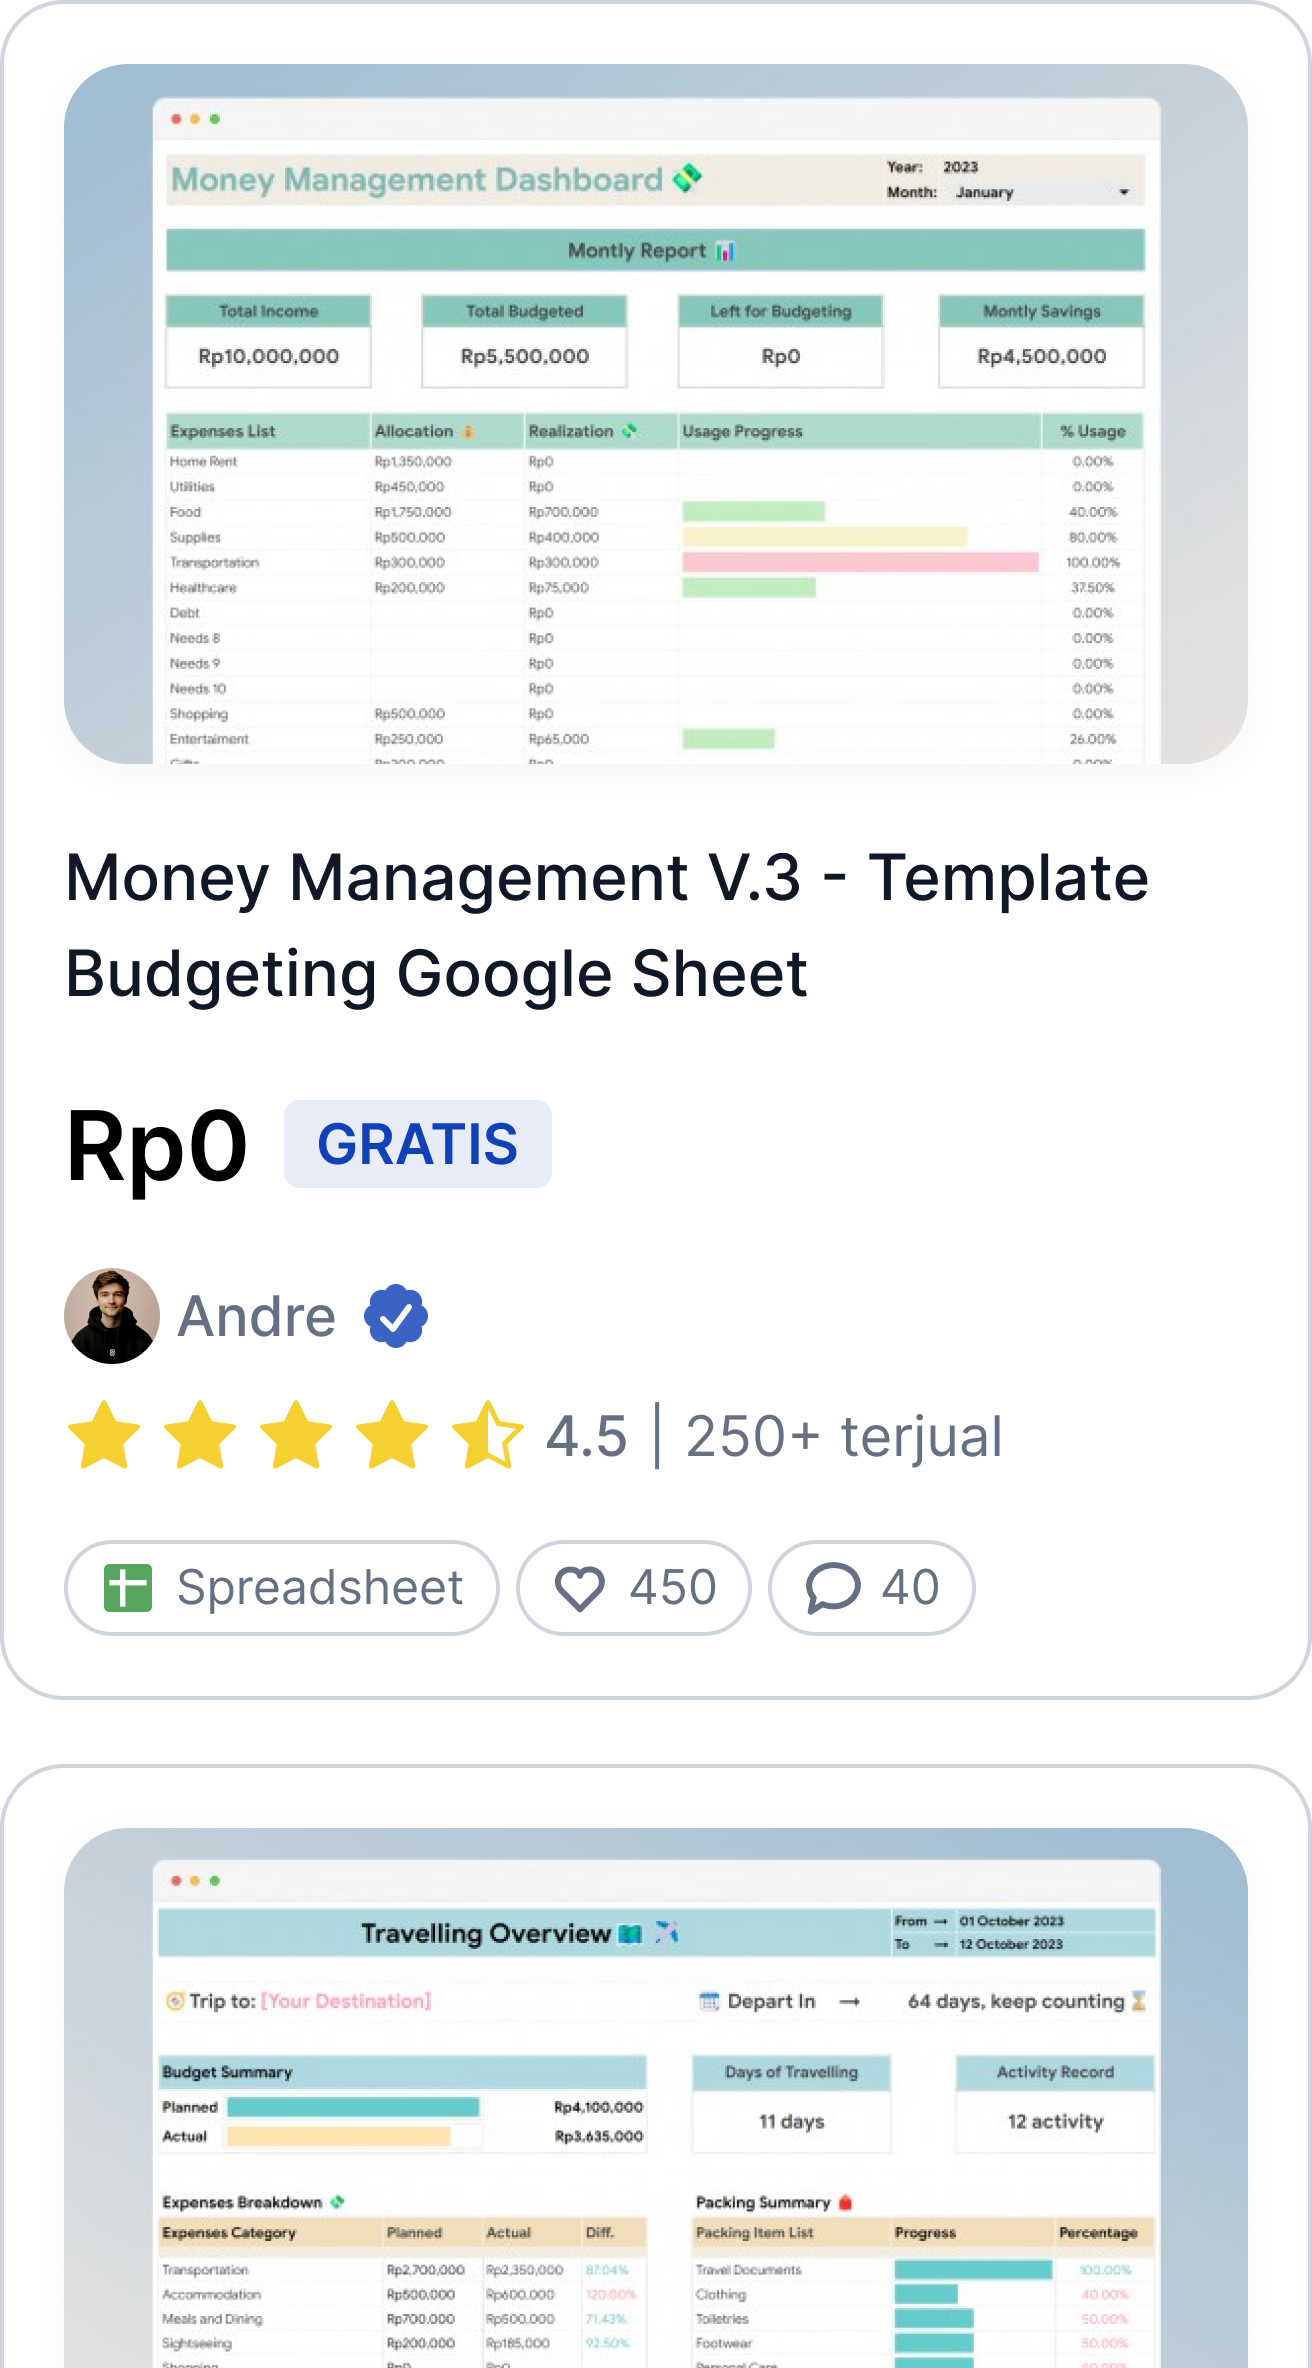 Money Management Dashboard 💸
Year: 2023
Month: January
Montly Report 📊
Total Income
Total Budgeted
Left for Budgeting
Montly Savings
Rp10,000,000
Rp5,500,000
Rp0
Rp4,500,000
Expenses List Allocation 💰 Realization 💸 Usage Progress % Usage
Home Rent Rp1,350,000 Rp0 0.00%
Utilities Rp450,000 Rp0 0.00%
Food Rp1,750,000 Rp700,000 40.00%
Supplies Rp500,000 Rp400,000 80.00%
Transportation Rp300,000 Rp300,000 100.00%
Healthcare Rp200,000 Rp75,000 37.50%
Debt Rp0 0.00%
Needs 8 Rp0 0.00%
Needs 9 Rp0 0.00%
Needs 10 Rp0 0.00%
Shopping Rp500,000 Rp0 0.00%
Entertaiment Rp250,000 Rp65,000 26.00%
Money Management V.3 - Template
Budgeting Google Sheet
Rp0 GRATIS
Andre
4.5 | 250+ terjual
Spreadsheet 450 40
Travelling Overview
From → 01 October 2023
To → 12 October 2023
Trip to: [Your Destination] Depart In → 64 days, keep counting ⏳
Budget Summary
Planned Rp4,100,000
Actual Rp3,635,000
Days of Travelling
11 days
Activity Record
12 activity
Expenses Breakdown 💸
Expenses Category Planned Actual Diff.
Transportation Rp2,700,000 Rp2,350,000 87.04%
Accommodation Rp500,000 Rp600,000 120.00%
Meals and Dining Rp700,000 Rp500,000 71.43%
Sightseeing Rp200,000 Rp185,000 92.50%
Packing Summary
Packing Item List Progress Percentage
Travel Documents 100.00%
Clothing 40.00%
Toiletries 50.00%
Footwear 50.00%